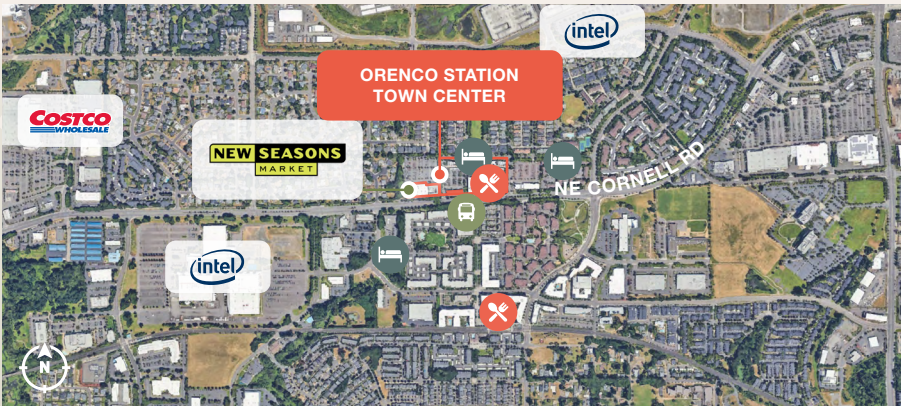 intel
ORENCO STATION
TOWN CENTER
COSTCO
WHOLESALE
NEW SEASONS
MARKET
NE CORNELL RD
intel
N